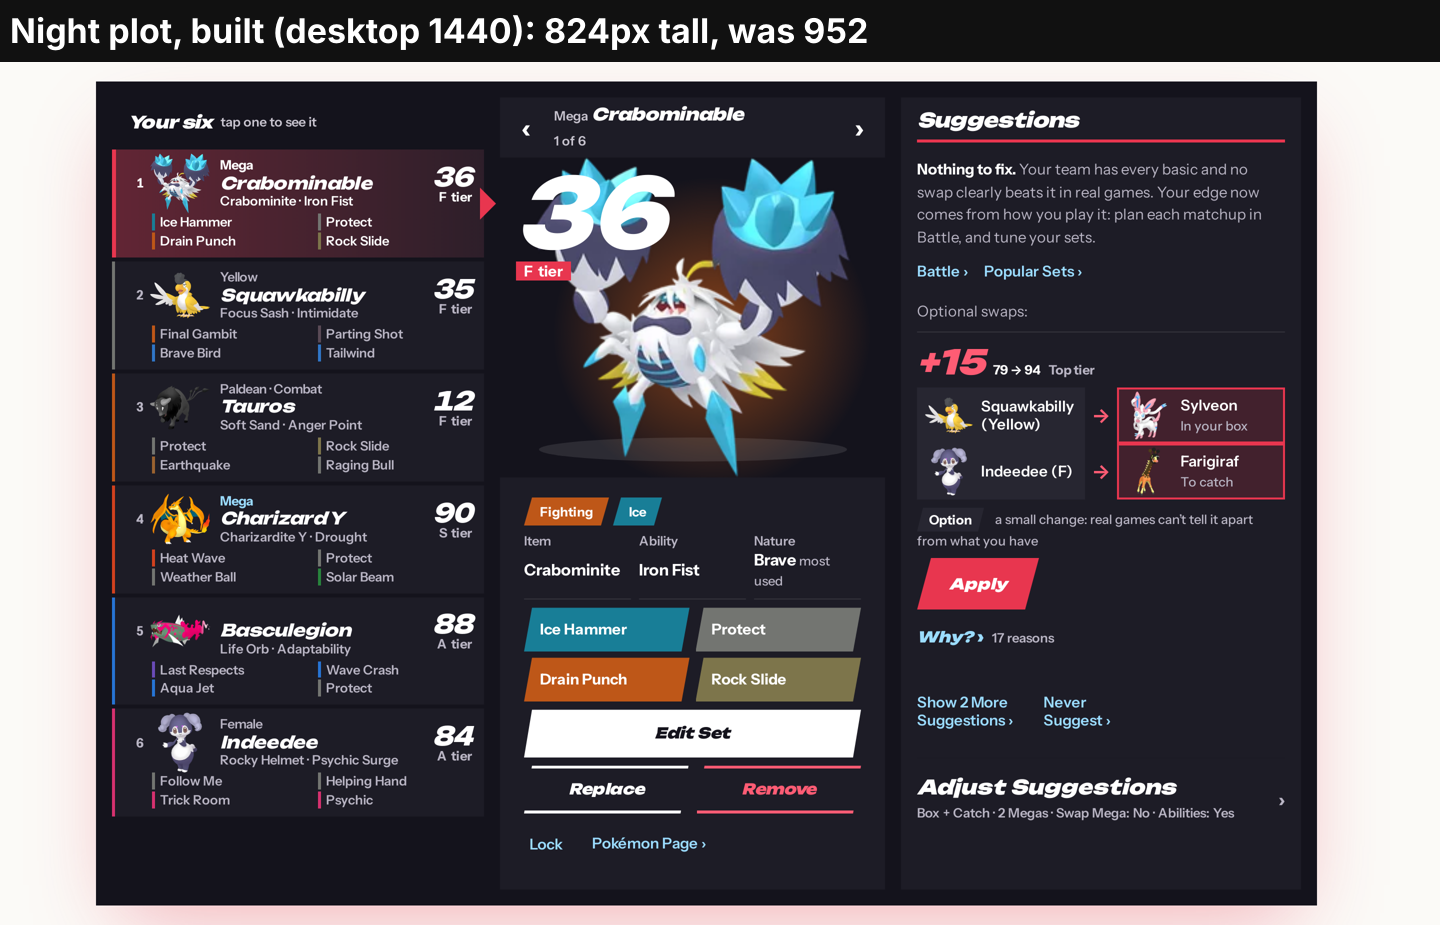 Night plot, built (desktop 1440): 824px tall, was 952
Your six tap one to see it
1
Mega
Crabominable
Crabominite · Iron Fist
36
F tier
Ice Hammer
Protect
Drain Punch
Rock Slide
2
Yellow
Squawkabilly
Focus Sash · Intimidate
35
F tier
Final Gambit
Parting Shot
Brave Bird
Tailwind
3
Paldean · Combat
Tauros
Soft Sand · Anger Point
12
F tier
Protect
Rock Slide
Earthquake
Raging Bull
4
Mega
Charizard Y
Charizardite Y · Drought
90
S tier
Heat Wave
Protect
Weather Ball
Solar Beam
5
Basculegion
Life Orb · Adaptability
88
A tier
Last Respects
Wave Crash
Aqua Jet
Protect
6
Female
Indeedee
Rocky Helmet · Psychic Surge
84
A tier
Follow Me
Helping Hand
Trick Room
Psychic
‹
Mega Crabominable
1 of 6
›
36
F tier
Fighting
Ice
Item
Ability
Nature
Crabominite
Iron Fist
Brave most
used
Ice Hammer
Protect
Drain Punch
Rock Slide
Edit Set
Replace
Remove
Lock
Pokémon Page ›
Suggestions
Nothing to fix. Your team has every basic and no
swap clearly beats it in real games. Your edge now
comes from how you play it: plan each matchup in
Battle, and tune your sets.
Battle ›
Popular Sets ›
Optional swaps:
+15 79 → 94 Top tier
Squawkabilly
(Yellow)
→
Sylveon
In your box
Indeedee (F)
→
Farigiraf
To catch
Option a small change: real games can't tell it apart
from what you have
Apply
Why? › 17 reasons
Show 2 More
Suggestions ›
Never
Suggest ›
Adjust Suggestions
Box + Catch · 2 Megas · Swap Mega: No · Abilities: Yes
›